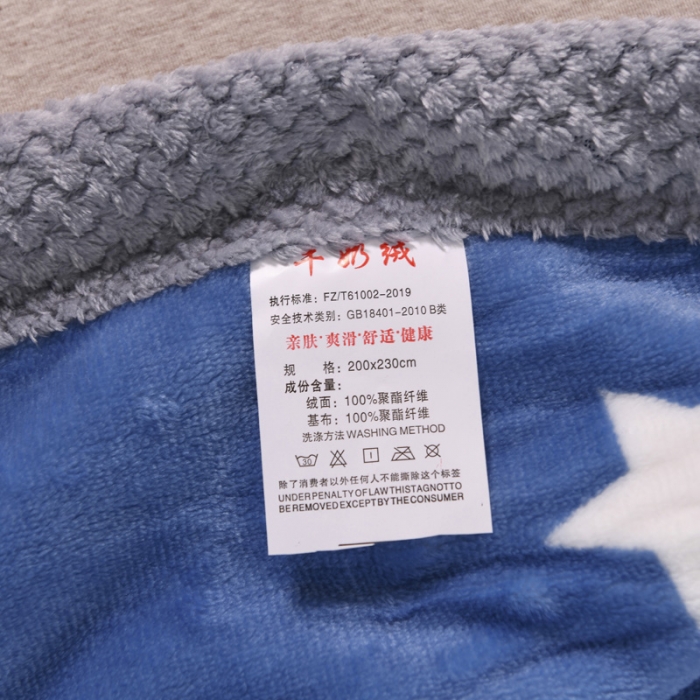 牛奶绒
执行标准：FZ/T61002-2019
安全技术类别：GB18401-2010 B类
亲肤·爽滑·舒适·健康
规 格：200x230cm
成份含量：
绒面：100%聚酯纤维
基布：100%聚酯纤维
洗涤方法 WASHING METHOD
30
除了消费者以外任何人不能撕除这个标签
UNDERPENALTYOFLAWTHISTAGNOTTO
BEREMOVEDEXCEPTBYTHECONSUMER